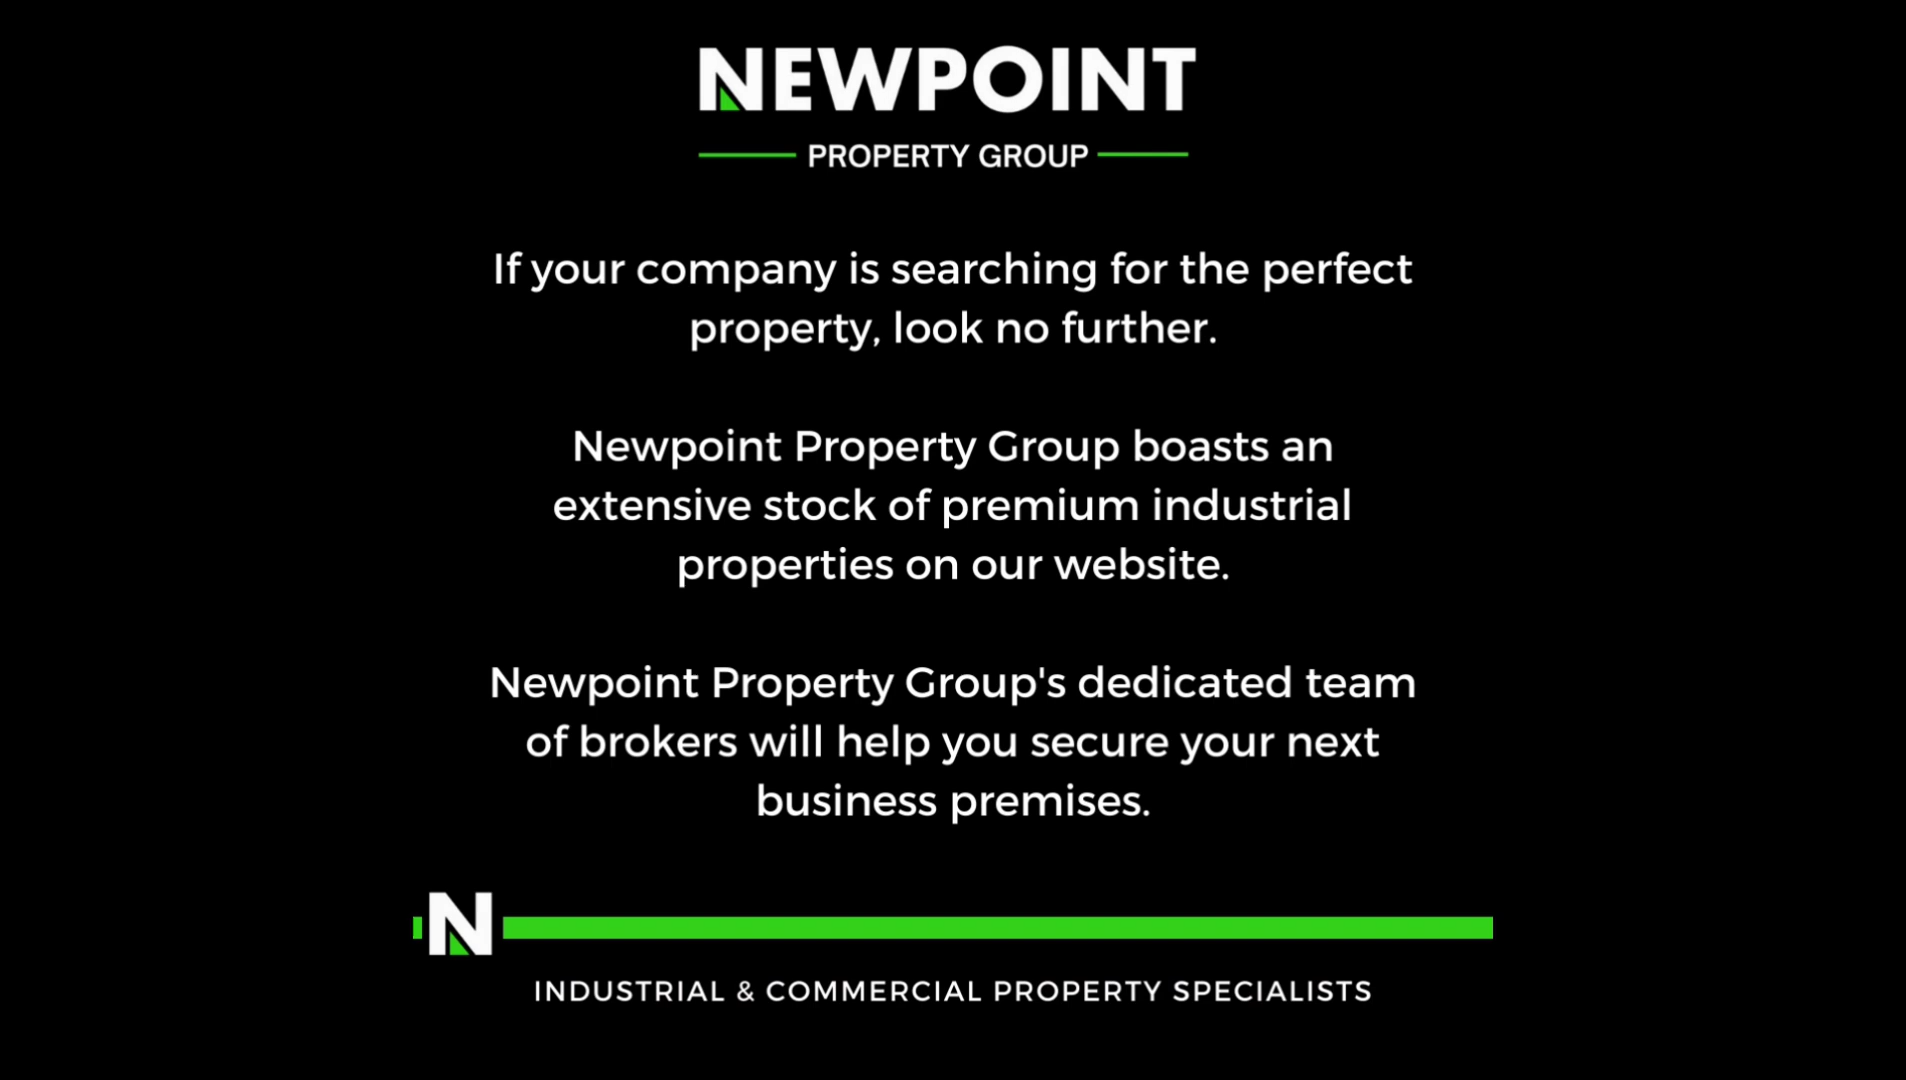 NEWPOINT
PROPERTY GROUP
If your company is searching for the perfect
property, look no further.
Newpoint Property Group boasts an
extensive stock of premium industrial
properties on our website.
Newpoint Property Group's dedicated team
of brokers will help you secure your next
business premises.
N
INDUSTRIAL & COMMERCIAL PROPERTY SPECIALISTS